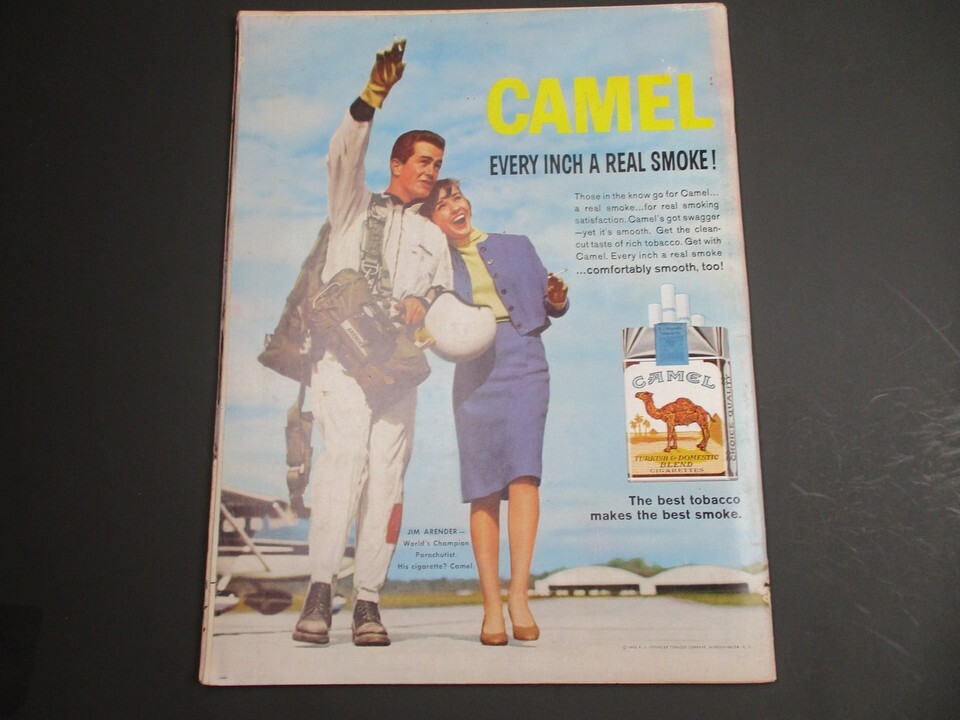 CAMEL
EVERY INCH A REAL SMOKE!
Those in the know go for Camel...
a real smoke...for real smoking
satisfaction. Camel's got swagger
—yet it's smooth. Get the clean-
cut taste of rich tobacco. Get with
Camel. Every inch a real smoke
...comfortably smooth, too!
CAMEL
TURKISH & DOMESTIC
BLEND
CIGARETTES
CHOICE QUALITY
The best tobacco
makes the best smoke.
JIM ARENDER—
World's Champion
Parachutist.
His cigarette? Camel.